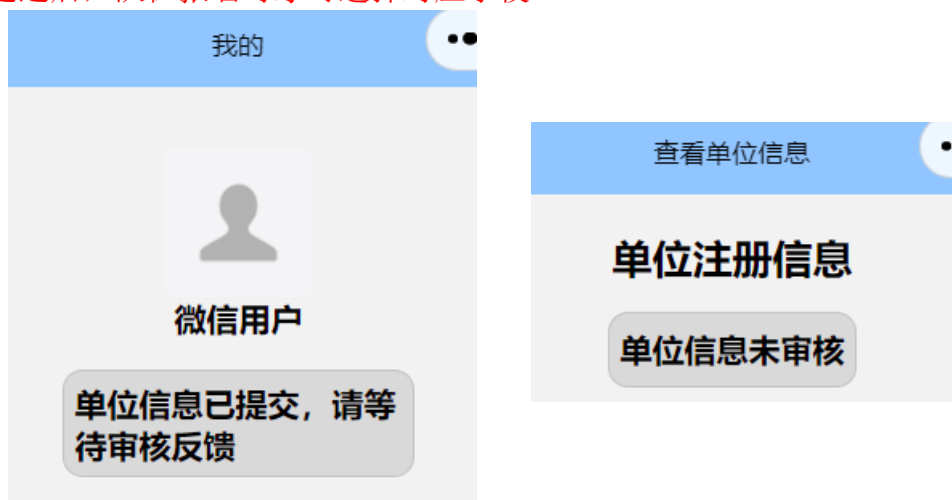 我的
微信用户
单位信息已提交，请等
待审核反馈
查看单位信息
单位注册信息
单位信息未审核